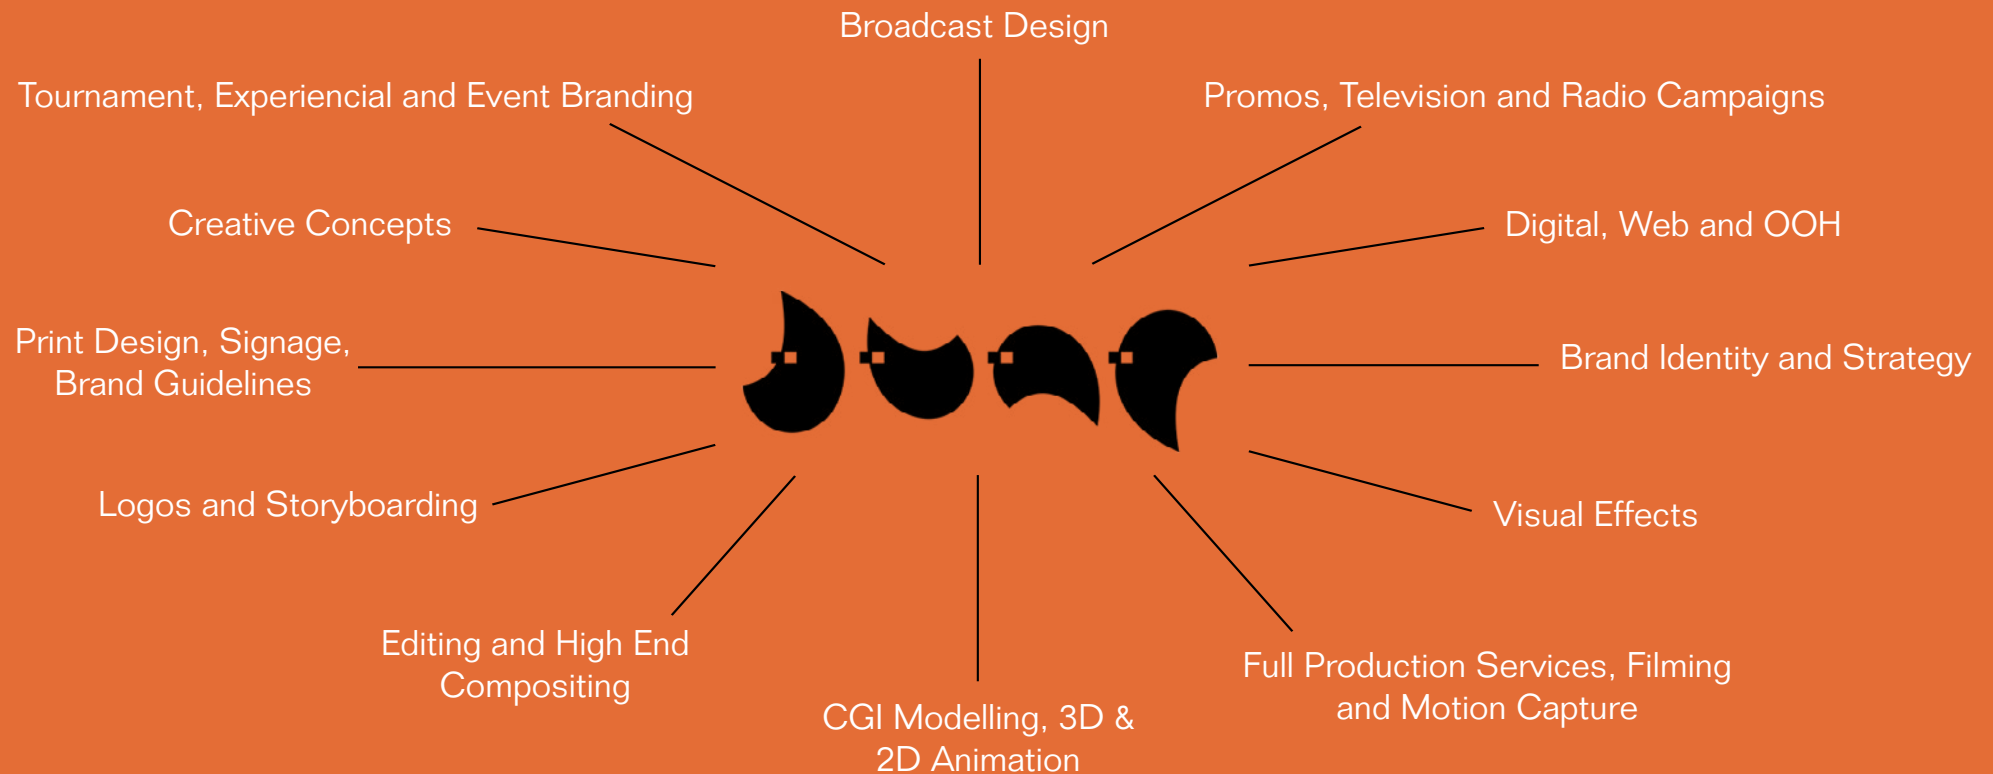 Broadcast Design
Tournament, Experiencial and Event Branding
Promos, Television and Radio Campaigns
Creative Concepts
Digital, Web and OOH
Print Design, Signage,
Brand Guidelines
Brand Identity and Strategy
Logos and Storyboarding
Visual Effects
Editing and High End
Compositing
Full Production Services, Filming
and Motion Capture
CGI Modelling, 3D &
2D Animation